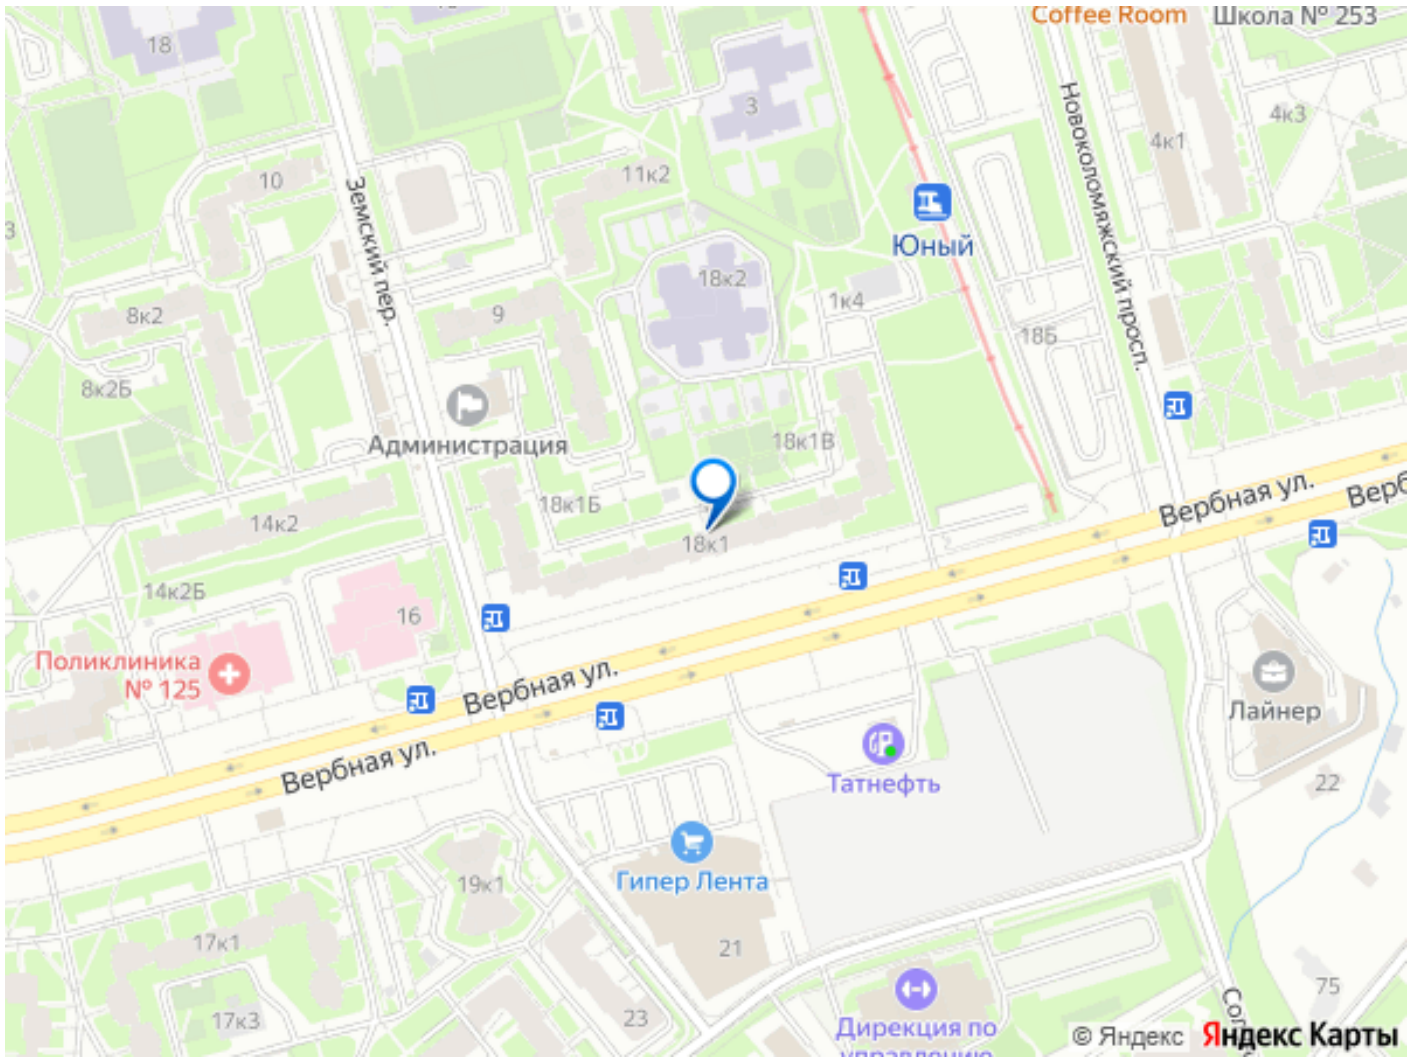 Coffee Room
Школа № 253
18
3
4к3
4к1
Новоколомяжский просп.
10
11к2
Земский пер.
3
Юный
18к2
1к4
8к2
9
18Б
8к2Б
Администрация
18к1В
Вербная ул.
18к1Б
14к2
18к1
14к2Б
16
Поликлиника
№ 125
Вербная ул.
Лайнер
Вербная ул.
Татнефть
22
Гипер Лента
19к1
17к1
21
75
17к3
23
Дирекция по
управлению
© Яндекс
Яндекс Карты